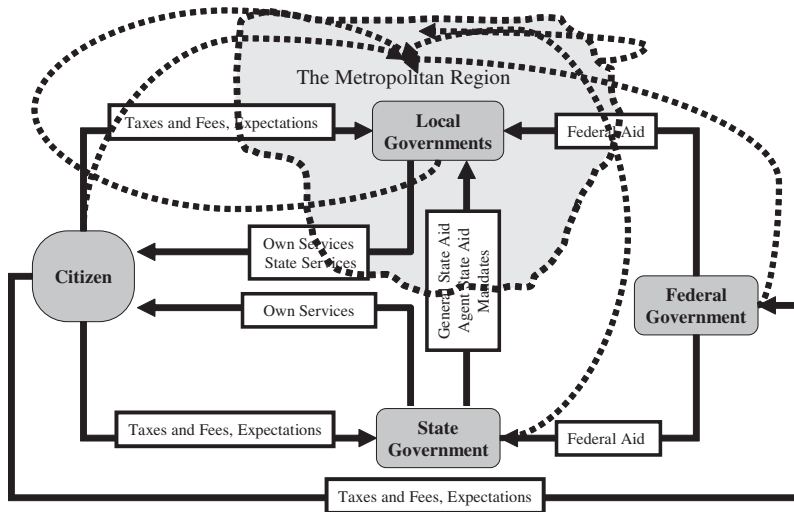 The Metropolitan Region
Taxes and Fees, Expectations
Local
Governments
Federal Aid
Own Services
State Services
General State Aid
Agent State Aid
Mandates
Citizen
Federal
Government
Own Services
Taxes and Fees, Expectations
State
Government
Federal Aid
Taxes and Fees, Expectations